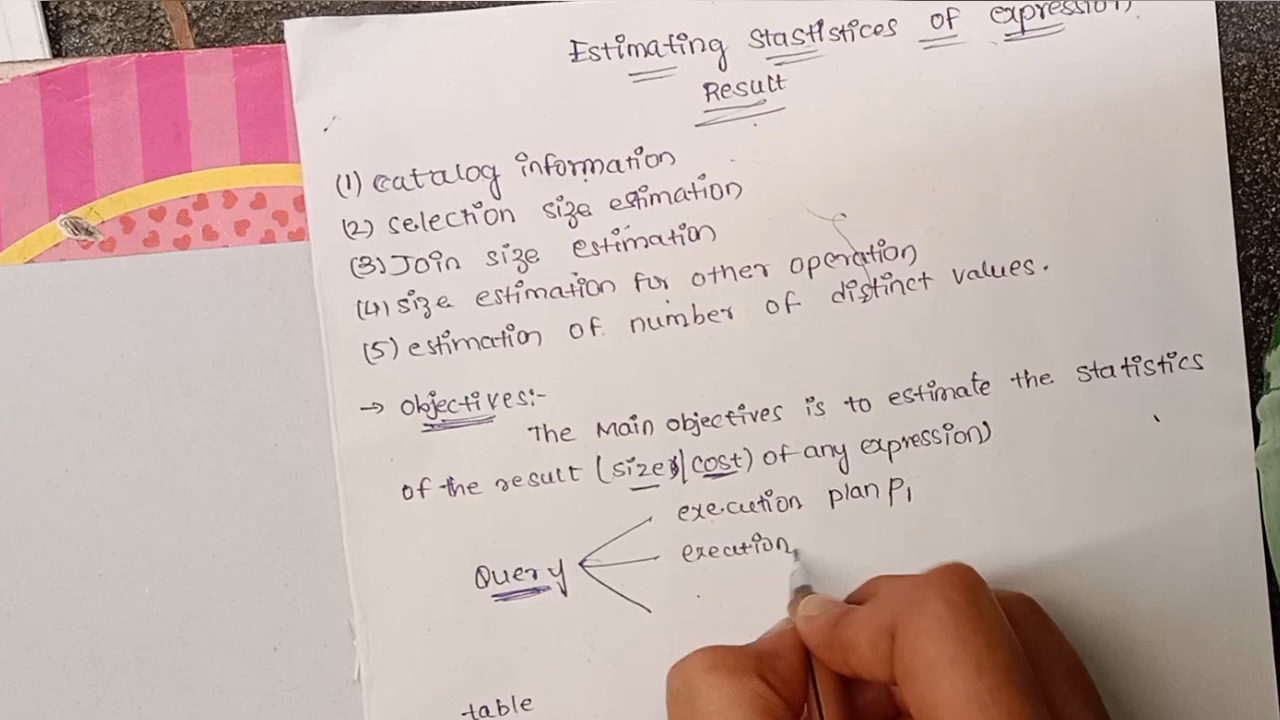 Estimating Stastistices of expression
Result
(1) catalog information
(2) selection size estimation
(3) Join size estimation
(4) size estimation for other operation
(5) estimation of number of distinct values.
→ Objectives:-
The Main objectives is to estimate the statistics
of the result (size | cost) of any expression)
execution plan P1
execution
Query
table